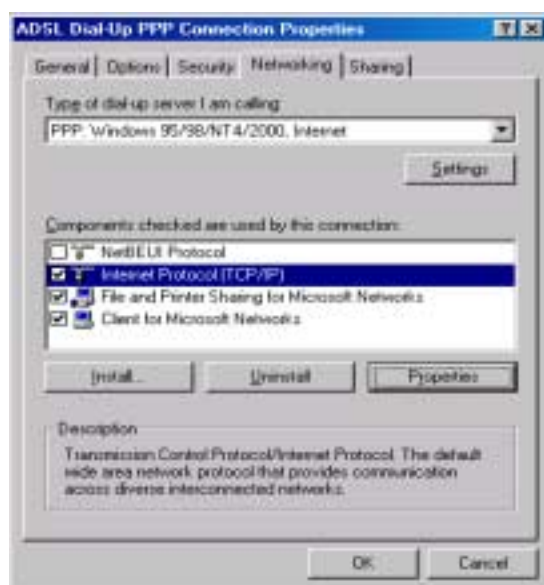 ADSL Dial-Up PPP Connection Properties
General Options Security Networking Sharing
Type of dial-up server I am calling:
PPP: Windows 95/98/NT4/2000, Internet
Settings
Components checked are used by this connection:
NetBEUI Protocol
Internet Protocol (TCP/IP)
File and Printer Sharing for Microsoft Networks
Client for Microsoft Networks
Install... Uninstall Properties
Description
Transmission Control Protocol/Internet Protocol. The default
wide area network protocol that provides communication
across diverse interconnected networks.
OK Cancel